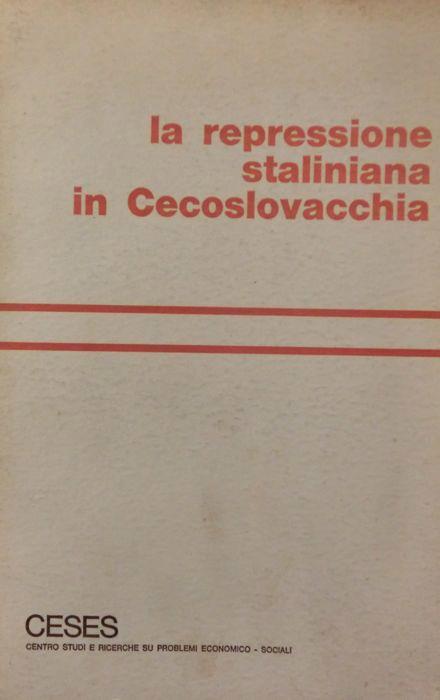 la repressione
staliniana
in Cecoslovacchia
CESES
CENTRO STUDI E RICERCHE SU PROBLEMI ECONOMICO - SOCIALI